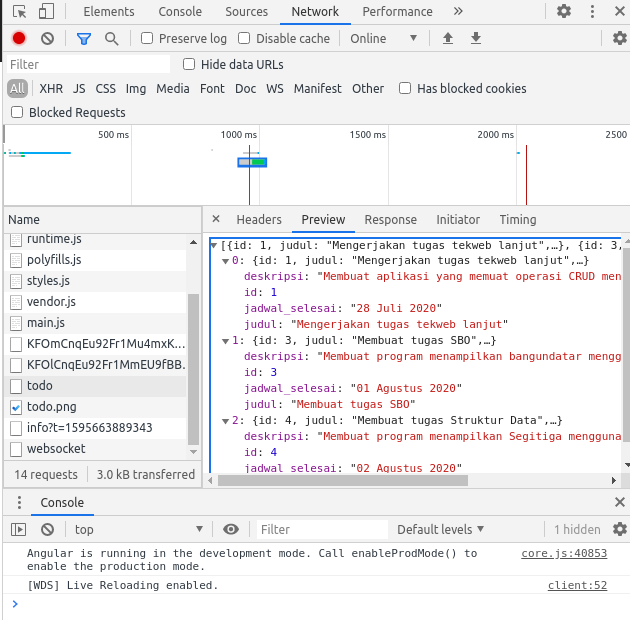 Elements Console Sources Network Performance
Preserve log Disable cache Online
Filter Hide data URLs
All XHR JS CSS Img Media Font Doc WS Manifest Other Has blocked cookies
Blocked Requests
500 ms 1000 ms 1500 ms 2000 ms 2500
Name
runtime.js
polyfills.js
styles.js
vendor.js
main.js
KFOmCnqEu92Fr1Mu4mxK...
KFOlCnqEu92Fr1MmEU9fBB...
todo
todo.png
info?t=1595663889343
websocket
14 requests 3.0 kB transferred
Headers Preview Response Initiator Timing
[{id: 1, judul: "Mengerjakan tugas tekweb lanjut",…}, {id: 3,
0: {id: 1, judul: "Mengerjakan tugas tekweb lanjut",…}
deskripsi: "Membuat aplikasi yang memuat operasi CRUD men
id: 1
jadwal_selesai: "28 Juli 2020"
judul: "Mengerjakan tugas tekweb lanjut"
1: {id: 3, judul: "Membuat tugas SBO",…}
deskripsi: "Membuat program menampilkan bangundatar mengg
id: 3
jadwal_selesai: "01 Agustus 2020"
judul: "Membuat tugas SBO"
2: {id: 4, judul: "Membuat tugas Struktur Data",…}
deskripsi: "Membuat program menampilkan Segitiga mengguna
id: 4
jadwal_selesai: "02 Agustus 2020"
Console
top Filter Default levels 1 hidden
Angular is running in the development mode. Call enableProdMode() to core.js:40853
enable the production mode.
[WDS] Live Reloading enabled. client:52